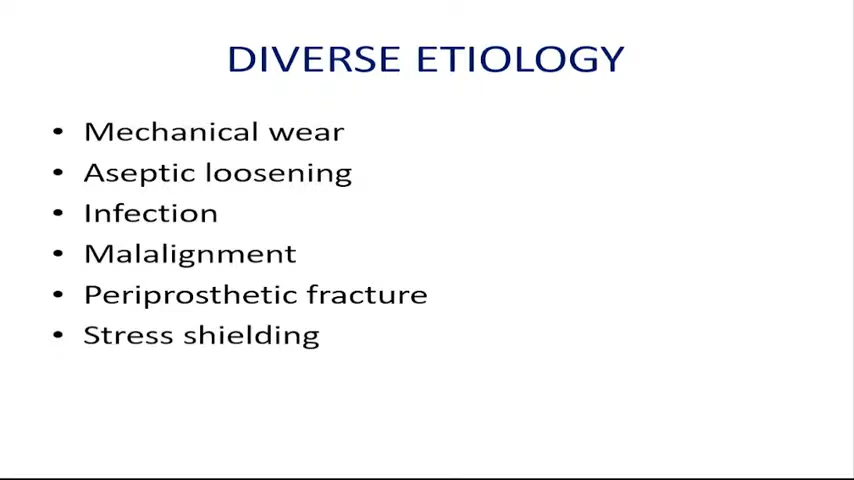 DIVERSE ETIOLOGY
• Mechanical wear
• Aseptic loosening
• Infection
• Malalignment
• Periprosthetic fracture
• Stress shielding